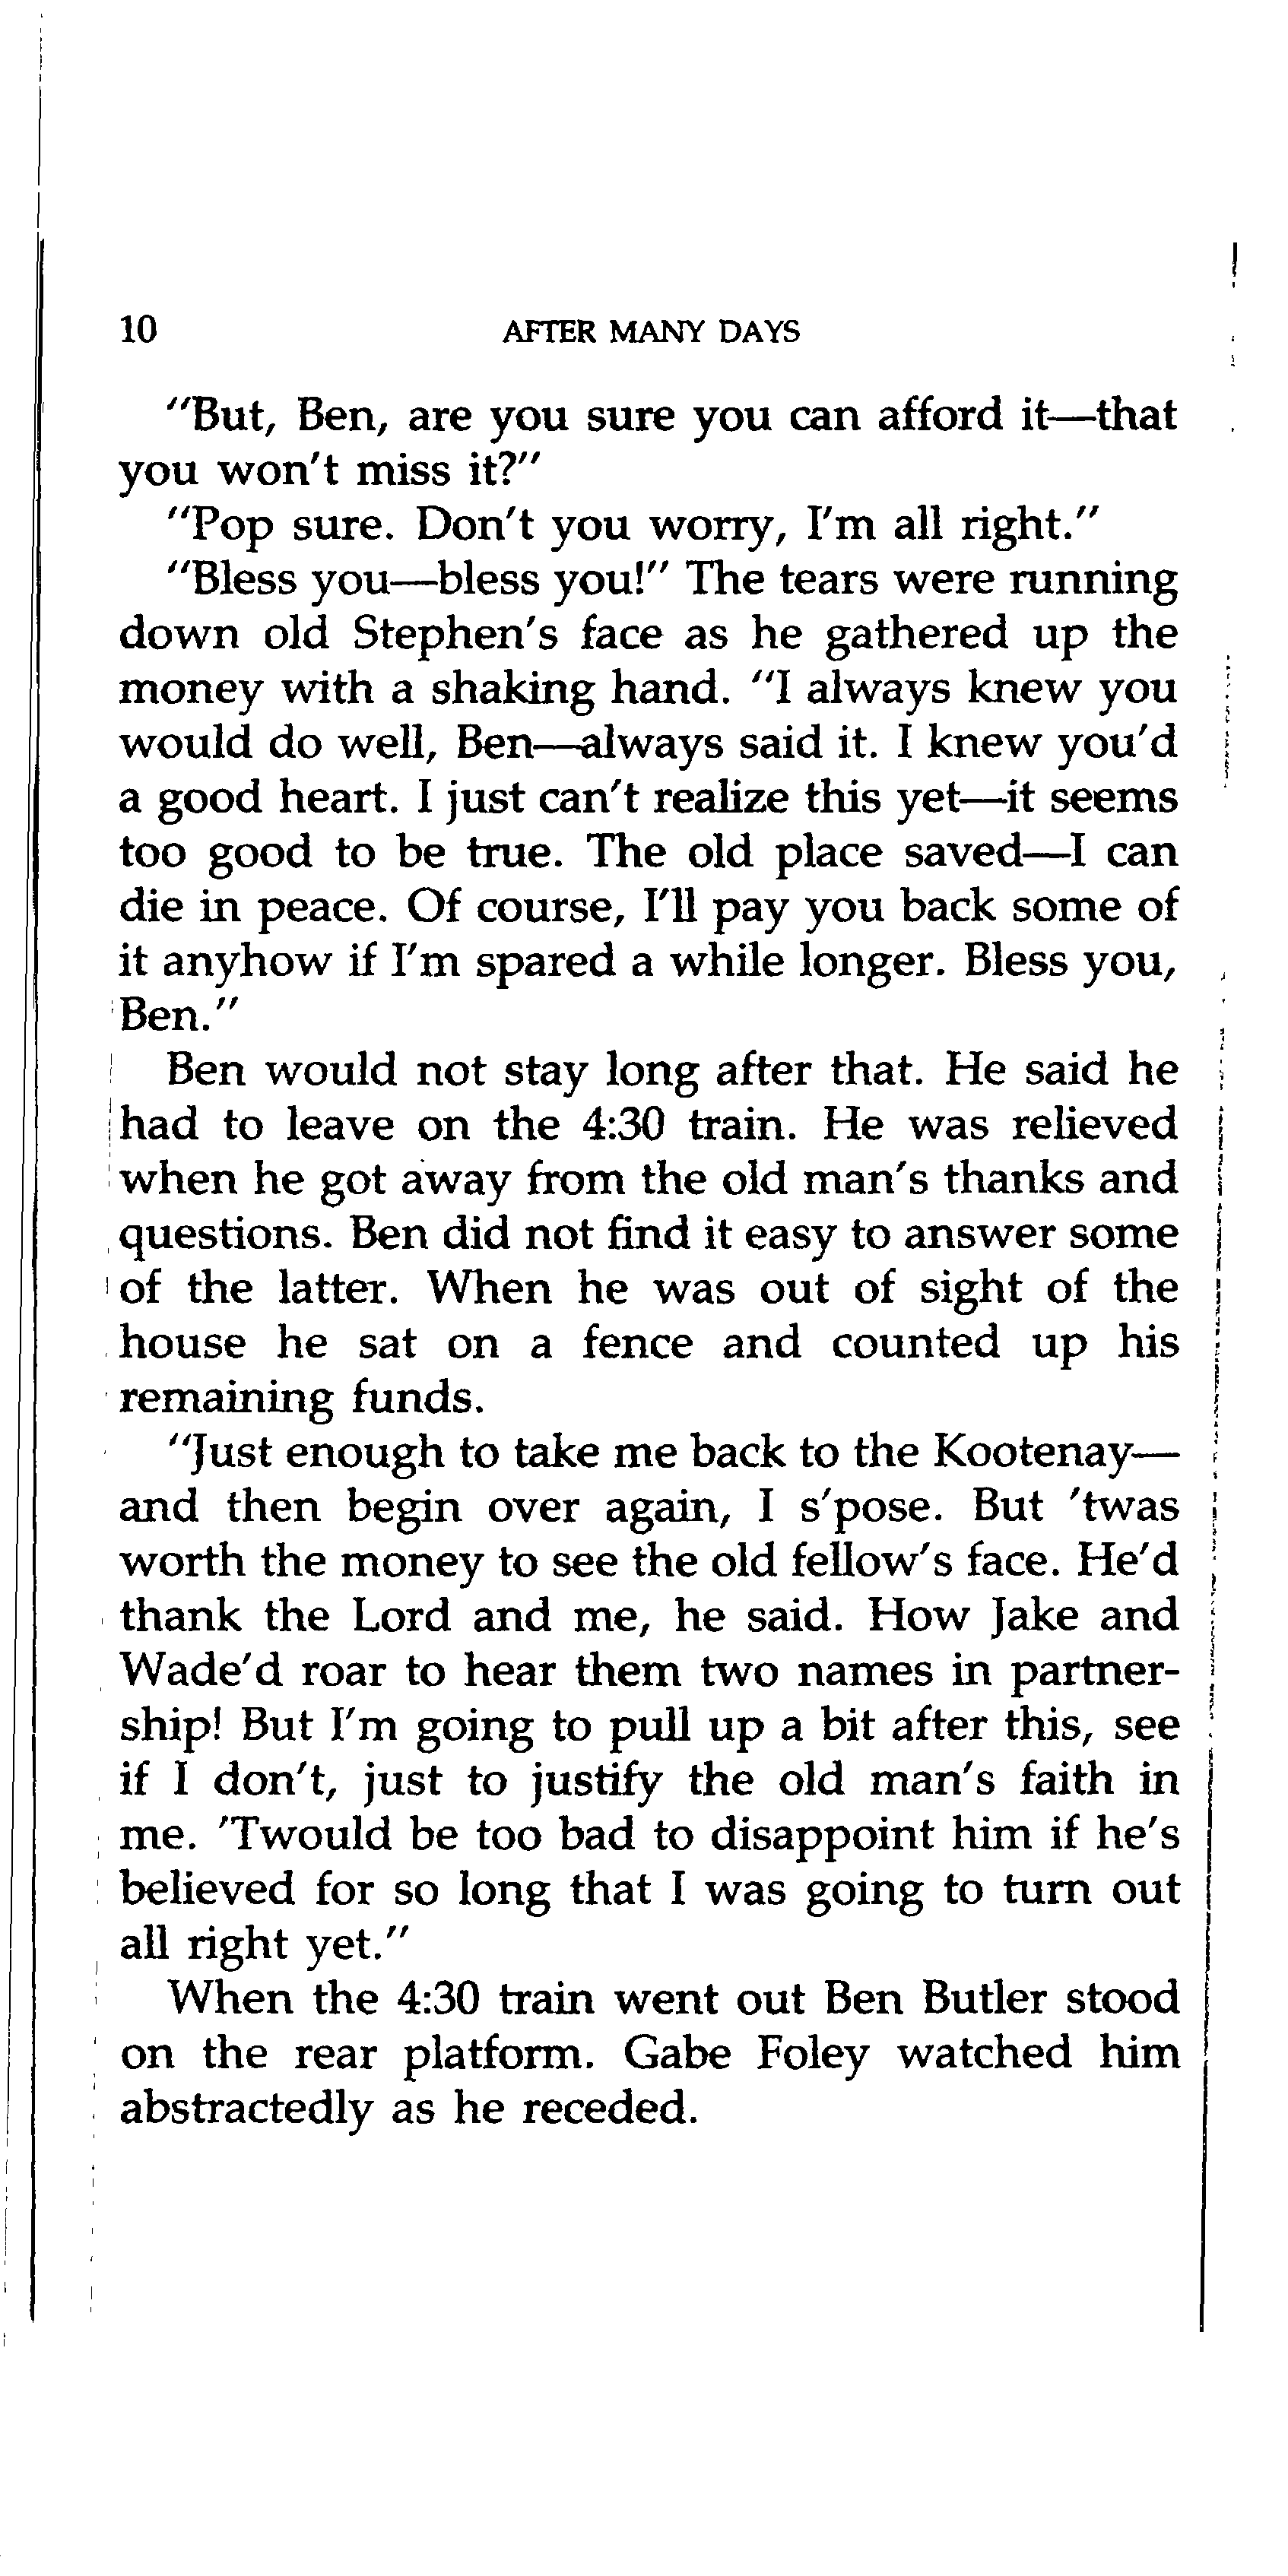 10 AFTER MANY DAYS
"But, Ben, are you sure you can afford it—that
you won't miss it?"
"Pop sure. Don't you worry, I'm all right."
"Bless you—bless you!" The tears were running
down old Stephen's face as he gathered up the
money with a shaking hand. "I always knew you
would do well, Ben—always said it. I knew you'd
a good heart. I just can't realize this yet—it seems
too good to be true. The old place saved—I can
die in peace. Of course, I'll pay you back some of
it anyhow if I'm spared a while longer. Bless you,
Ben."
Ben would not stay long after that. He said he
had to leave on the 4:30 train. He was relieved
when he got away from the old man's thanks and
questions. Ben did not find it easy to answer some
of the latter. When he was out of sight of the
house he sat on a fence and counted up his
remaining funds.
"Just enough to take me back to the Kootenay—
and then begin over again, I s'pose. But 'twas
worth the money to see the old fellow's face. He'd
thank the Lord and me, he said. How Jake and
Wade'd roar to hear them two names in partner-
ship! But I'm going to pull up a bit after this, see
if I don't, just to justify the old man's faith in
me. 'Twould be too bad to disappoint him if he's
believed for so long that I was going to turn out
all right yet."
When the 4:30 train went out Ben Butler stood
on the rear platform. Gabe Foley watched him
abstractedly as he receded.